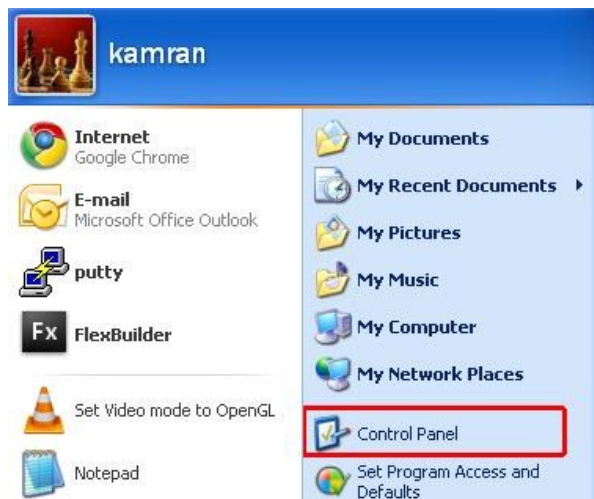 kamran
Internet
Google Chrome
E-mail
Microsoft Office Outlook
putty
Fx FlexBuilder
Set Video mode to OpenGL
Notepad
My Documents
My Recent Documents
My Pictures
My Music
My Computer
My Network Places
Control Panel
Set Program Access and
Defaults